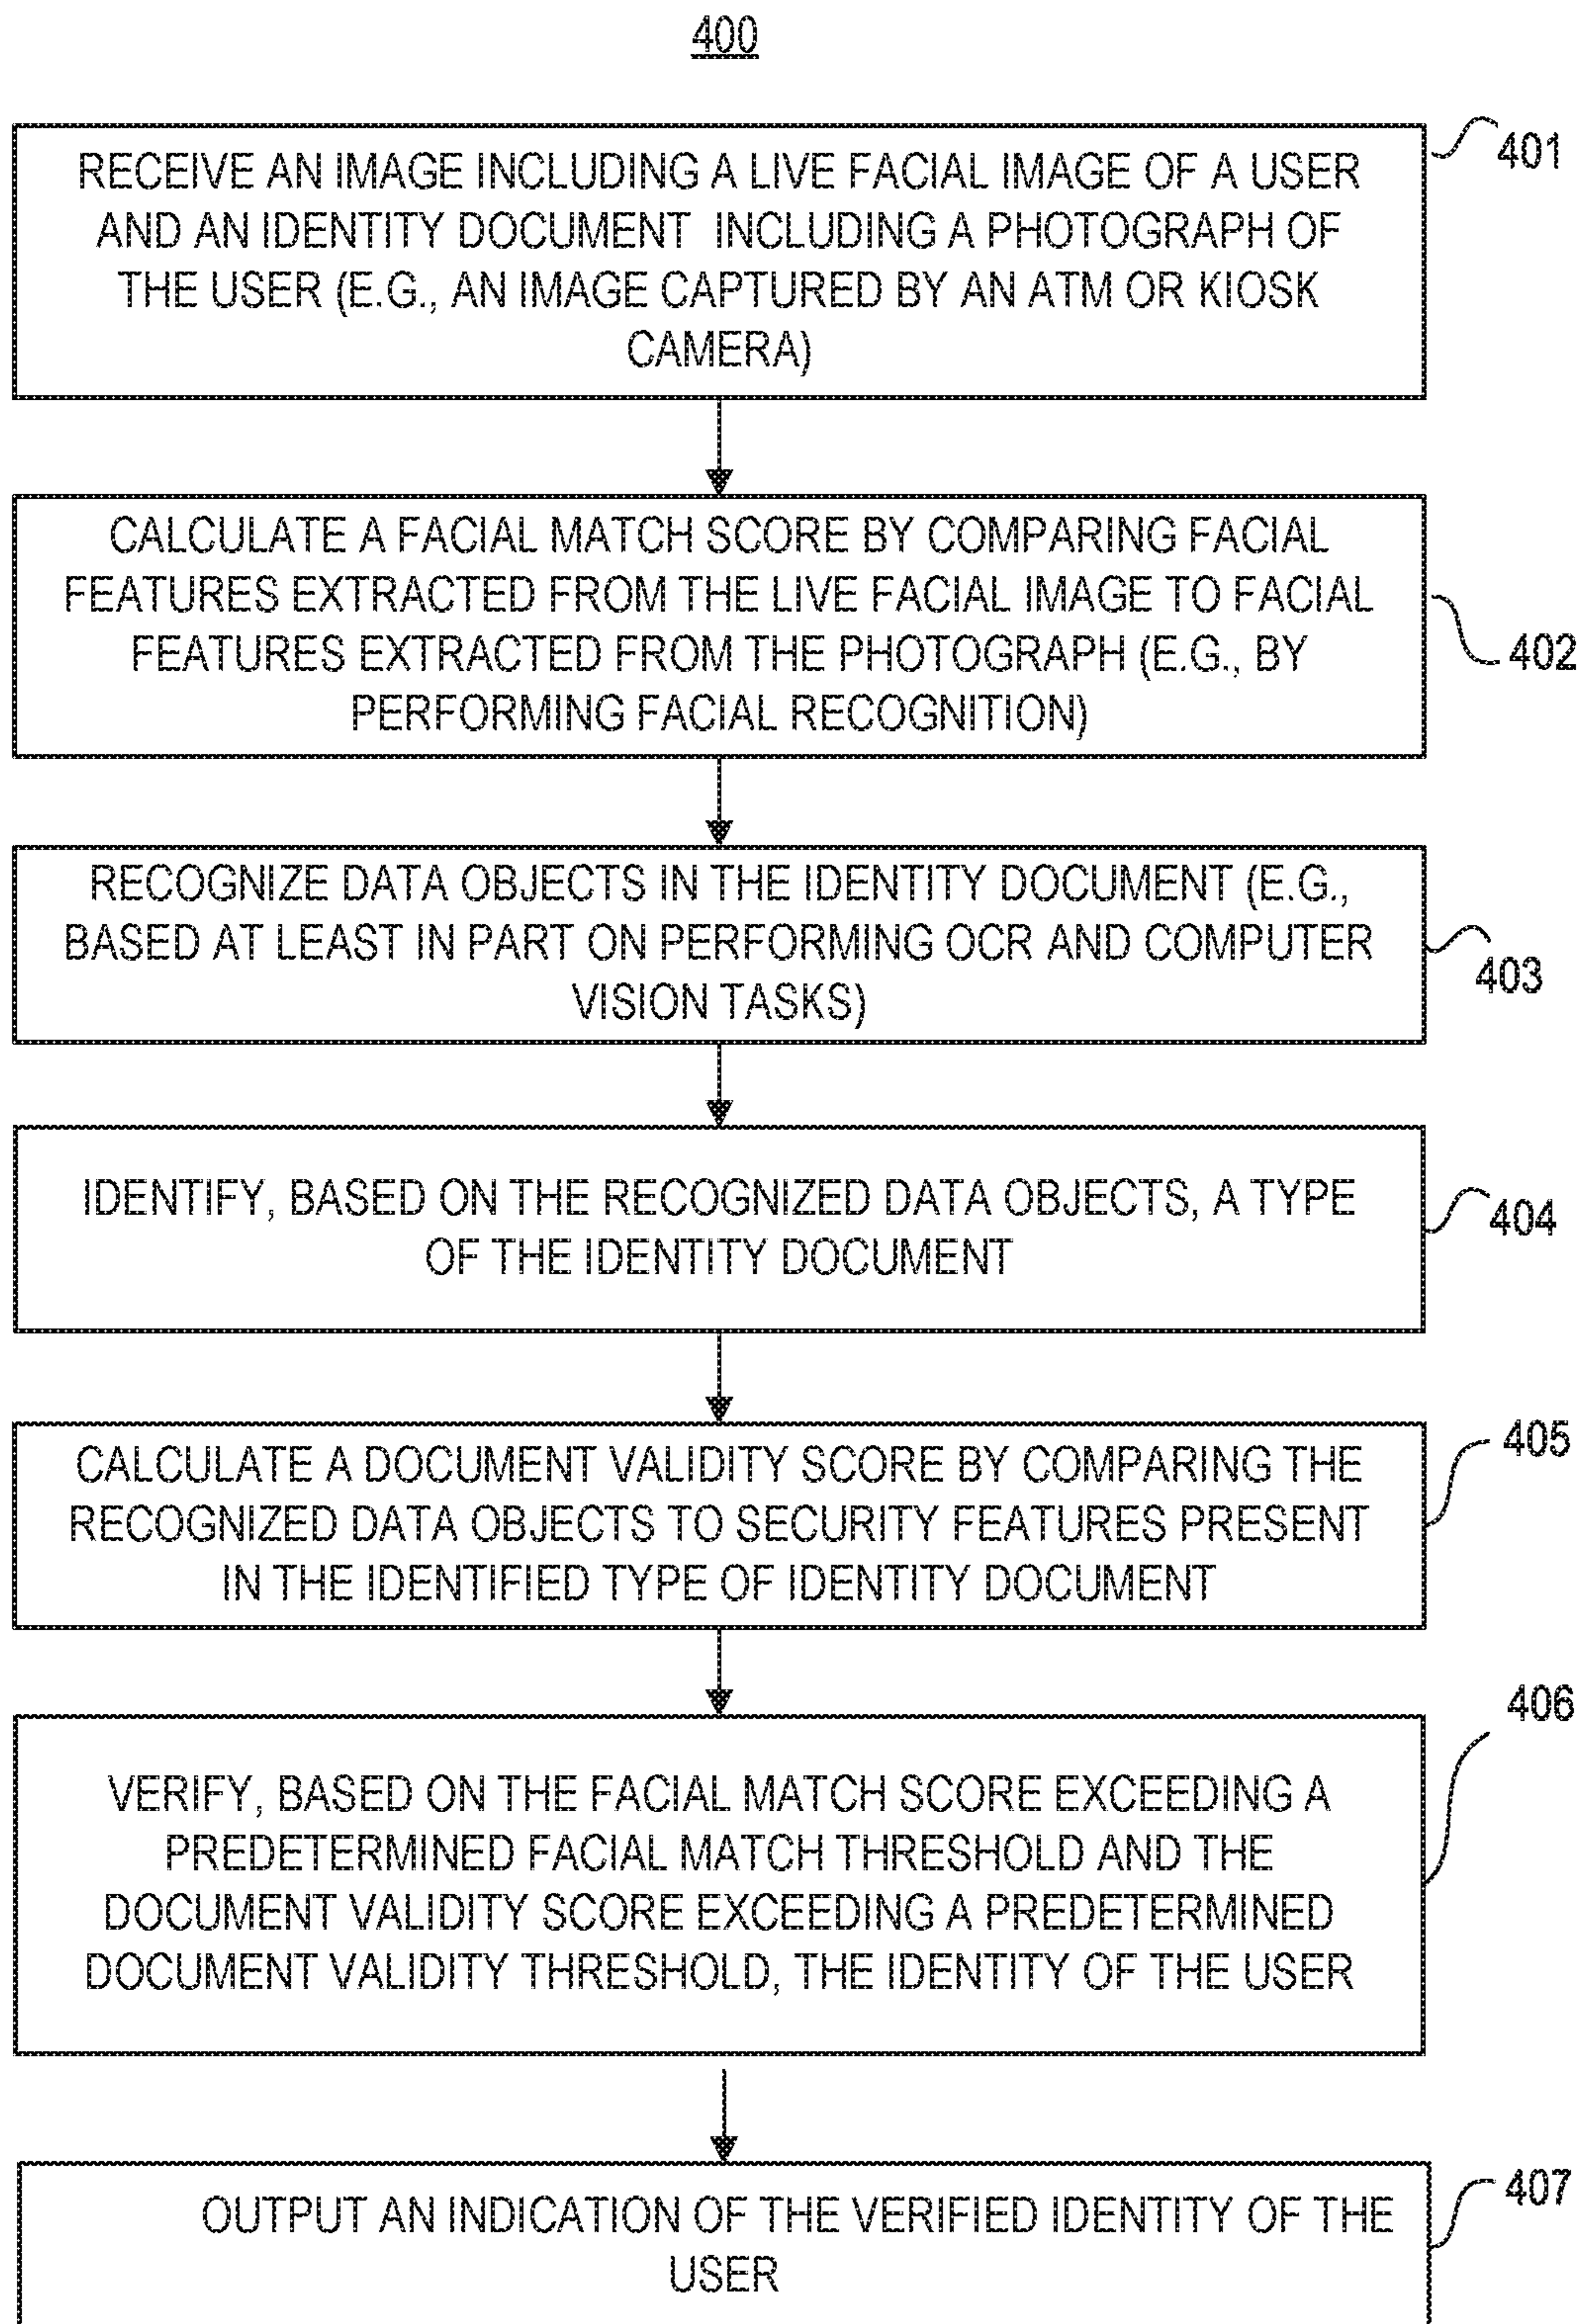 400
RECEIVE AN IMAGE INCLUDING A LIVE FACIAL IMAGE OF A USER
AND AN IDENTITY DOCUMENT INCLUDING A PHOTOGRAPH OF
THE USER (E.G., AN IMAGE CAPTURED BY AN ATM OR KIOSK
CAMERA)
401
CALCULATE A FACIAL MATCH SCORE BY COMPARING FACIAL
FEATURES EXTRACTED FROM THE LIVE FACIAL IMAGE TO FACIAL
FEATURES EXTRACTED FROM THE PHOTOGRAPH (E.G., BY
PERFORMING FACIAL RECOGNITION)
402
RECOGNIZE DATA OBJECTS IN THE IDENTITY DOCUMENT (E.G.,
BASED AT LEAST IN PART ON PERFORMING OCR AND COMPUTER
VISION TASKS)
403
IDENTIFY, BASED ON THE RECOGNIZED DATA OBJECTS, A TYPE
OF THE IDENTITY DOCUMENT
404
CALCULATE A DOCUMENT VALIDITY SCORE BY COMPARING THE
RECOGNIZED DATA OBJECTS TO SECURITY FEATURES PRESENT
IN THE IDENTIFIED TYPE OF IDENTITY DOCUMENT
405
VERIFY, BASED ON THE FACIAL MATCH SCORE EXCEEDING A
PREDETERMINED FACIAL MATCH THRESHOLD AND THE
DOCUMENT VALIDITY SCORE EXCEEDING A PREDETERMINED
DOCUMENT VALIDITY THRESHOLD, THE IDENTITY OF THE USER
406
OUTPUT AN INDICATION OF THE VERIFIED IDENTITY OF THE
USER
407